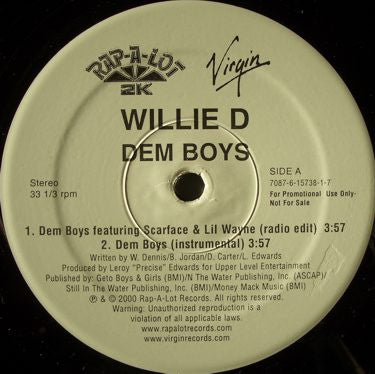 RAP-A-LOT
2K
Virgin
WILLIE D
DEM BOYS
Stereo
33 1/3 rpm
SIDE A
7087-6-15738-1-7
For Promotional Use Only-
Not For Sale
1. Dem Boys featuring Scarface & Lil Wayne (radio edit) 3:57
2. Dem Boys (instrumental) 3:57
Written by W. Dennis/B. Jordan/D. Carter/L. Edwards
Produced by Leroy "Precise" Edwards for Upper Level Entertainment
Published by: Geto Boys & Girls (BMI)/N The Water Publishing, Inc. (ASCAP)/
Still In The Water Publishing, Inc. (BMI)/Money Mack Music (BMI)
℗ & © 2000 Rap-A-Lot Records. All rights reserved.
Warning: Unauthorized reproduction is a
violation of all applicable laws.
www.rapalotrecords.com
www.virginrecords.com